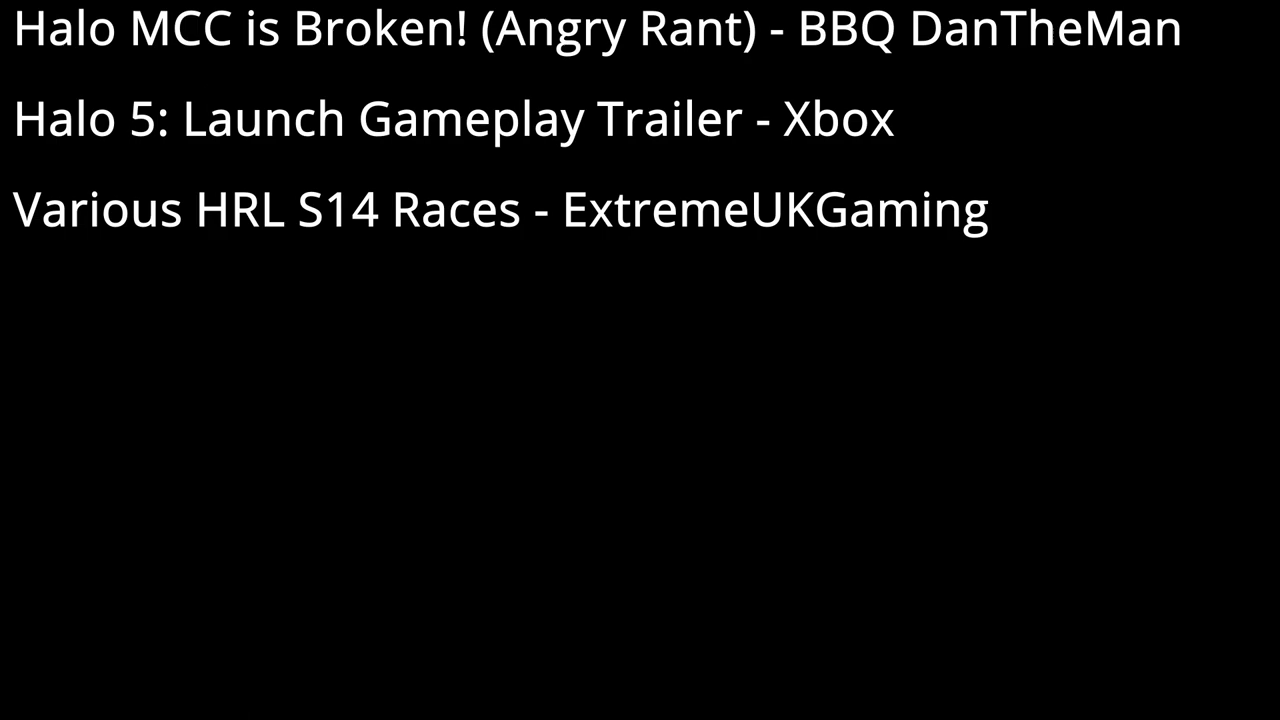 Halo MCC is Broken! (Angry Rant) - BBQ DanTheMan
Halo 5: Launch Gameplay Trailer - Xbox
Various HRL S14 Races - ExtremeUKGaming